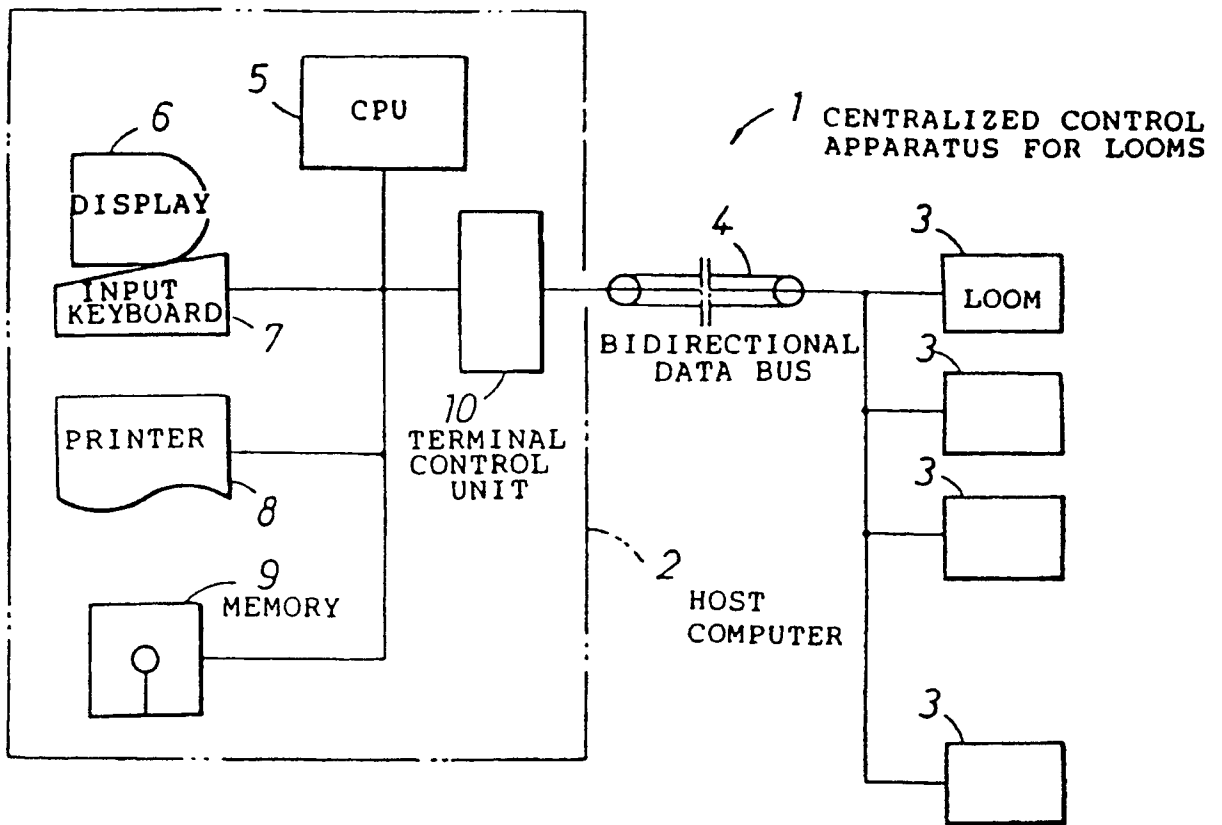 5
CPU
6
DISPLAY
INPUT
KEYBOARD
7
PRINTER
8
9
MEMORY
10
TERMINAL
CONTROL
UNIT
1
CENTRALIZED CONTROL
APPARATUS FOR LOOMS
4
BIDIRECTIONAL
DATA BUS
2
HOST
COMPUTER
3
LOOM
3
3
3